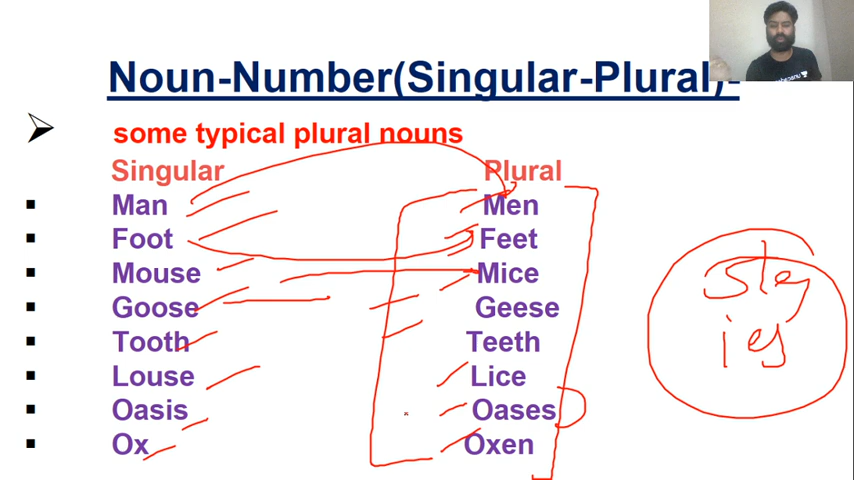 Noun-Number(Singular-Plural)-
some typical plural nouns
Singular Plural
Man Men
Foot Feet
Mouse Mice
Goose Geese
Tooth Teeth
Louse Lice
Oasis Oases
Ox Oxen
ies